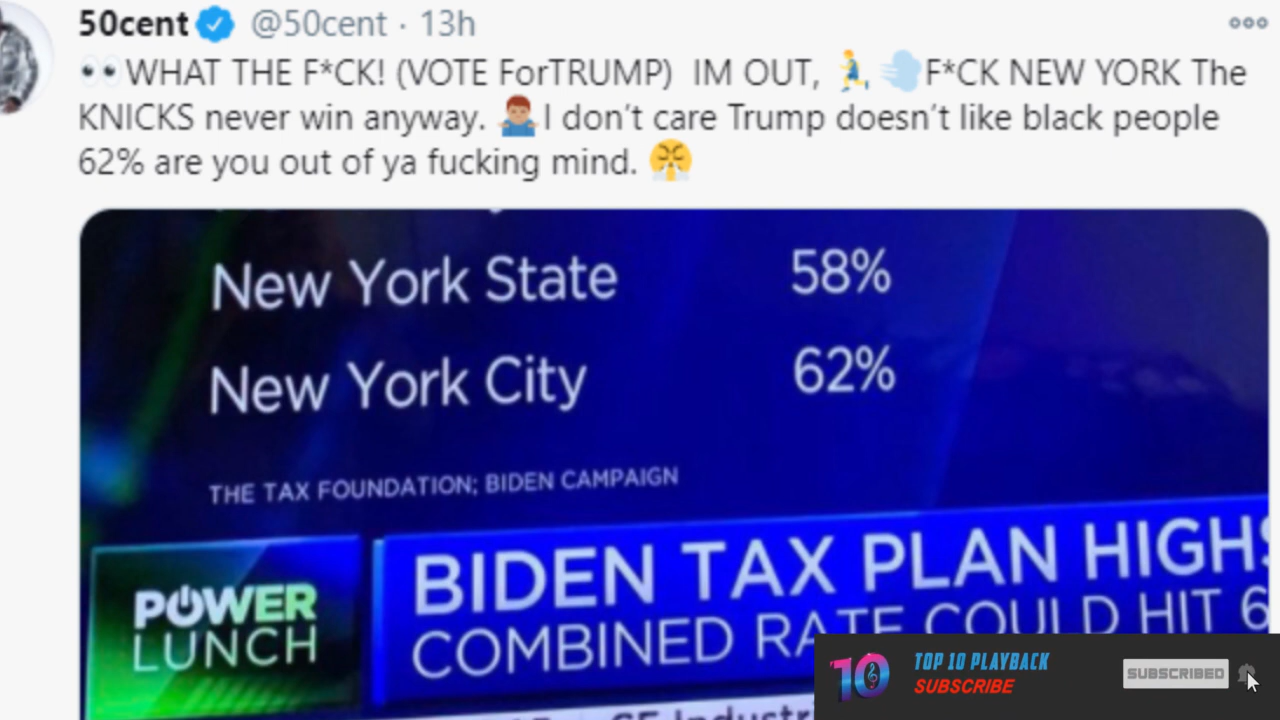 50cent @50cent · 13h
👀WHAT THE F*CK! (VOTE ForTRUMP) IM OUT, 🏃💨F*CK NEW YORK The
KNICKS never win anyway. 🤷🏽‍♂️I don't care Trump doesn't like black people
62% are you out of ya fucking mind. 😤
New York State 58%
New York City 62%
THE TAX FOUNDATION; BIDEN CAMPAIGN
POWER
LUNCH
BIDEN TAX PLAN HIGHS
COMBINED RATE COULD HIT 6
10
TOP 10 PLAYBACK
SUBSCRIBE
SUBSCRIBED